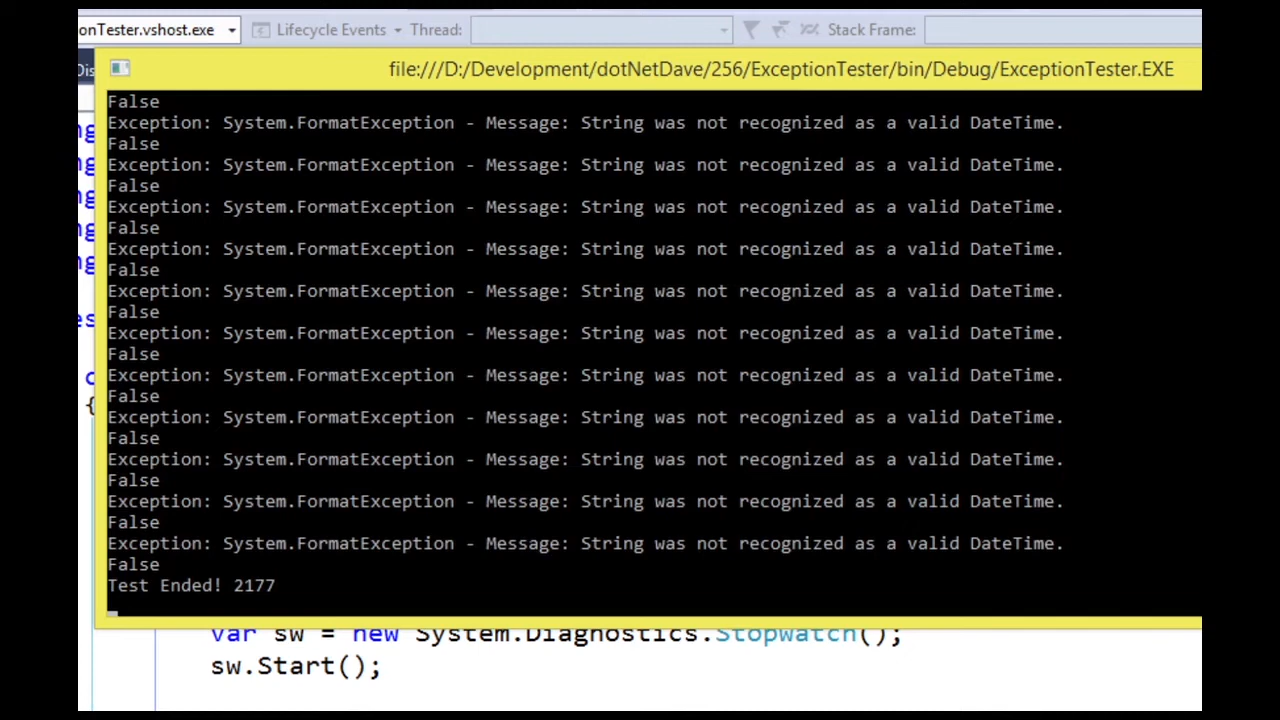 onTester.vshost.exe Lifecycle Events Thread: Stack Frame:
Dis
file:///D:/Development/dotNetDave/256/ExceptionTester/bin/Debug/ExceptionTester.EXE
False
Exception: System.FormatException - Message: String was not recognized as a valid DateTime.
False
Exception: System.FormatException - Message: String was not recognized as a valid DateTime.
False
Exception: System.FormatException - Message: String was not recognized as a valid DateTime.
False
Exception: System.FormatException - Message: String was not recognized as a valid DateTime.
False
Exception: System.FormatException - Message: String was not recognized as a valid DateTime.
False
Exception: System.FormatException - Message: String was not recognized as a valid DateTime.
False
Exception: System.FormatException - Message: String was not recognized as a valid DateTime.
False
Exception: System.FormatException - Message: String was not recognized as a valid DateTime.
False
Exception: System.FormatException - Message: String was not recognized as a valid DateTime.
False
Exception: System.FormatException - Message: String was not recognized as a valid DateTime.
False
Exception: System.FormatException - Message: String was not recognized as a valid DateTime.
False
Test Ended! 2177
var sw = new System.Diagnostics.Stopwatch();
sw.Start();